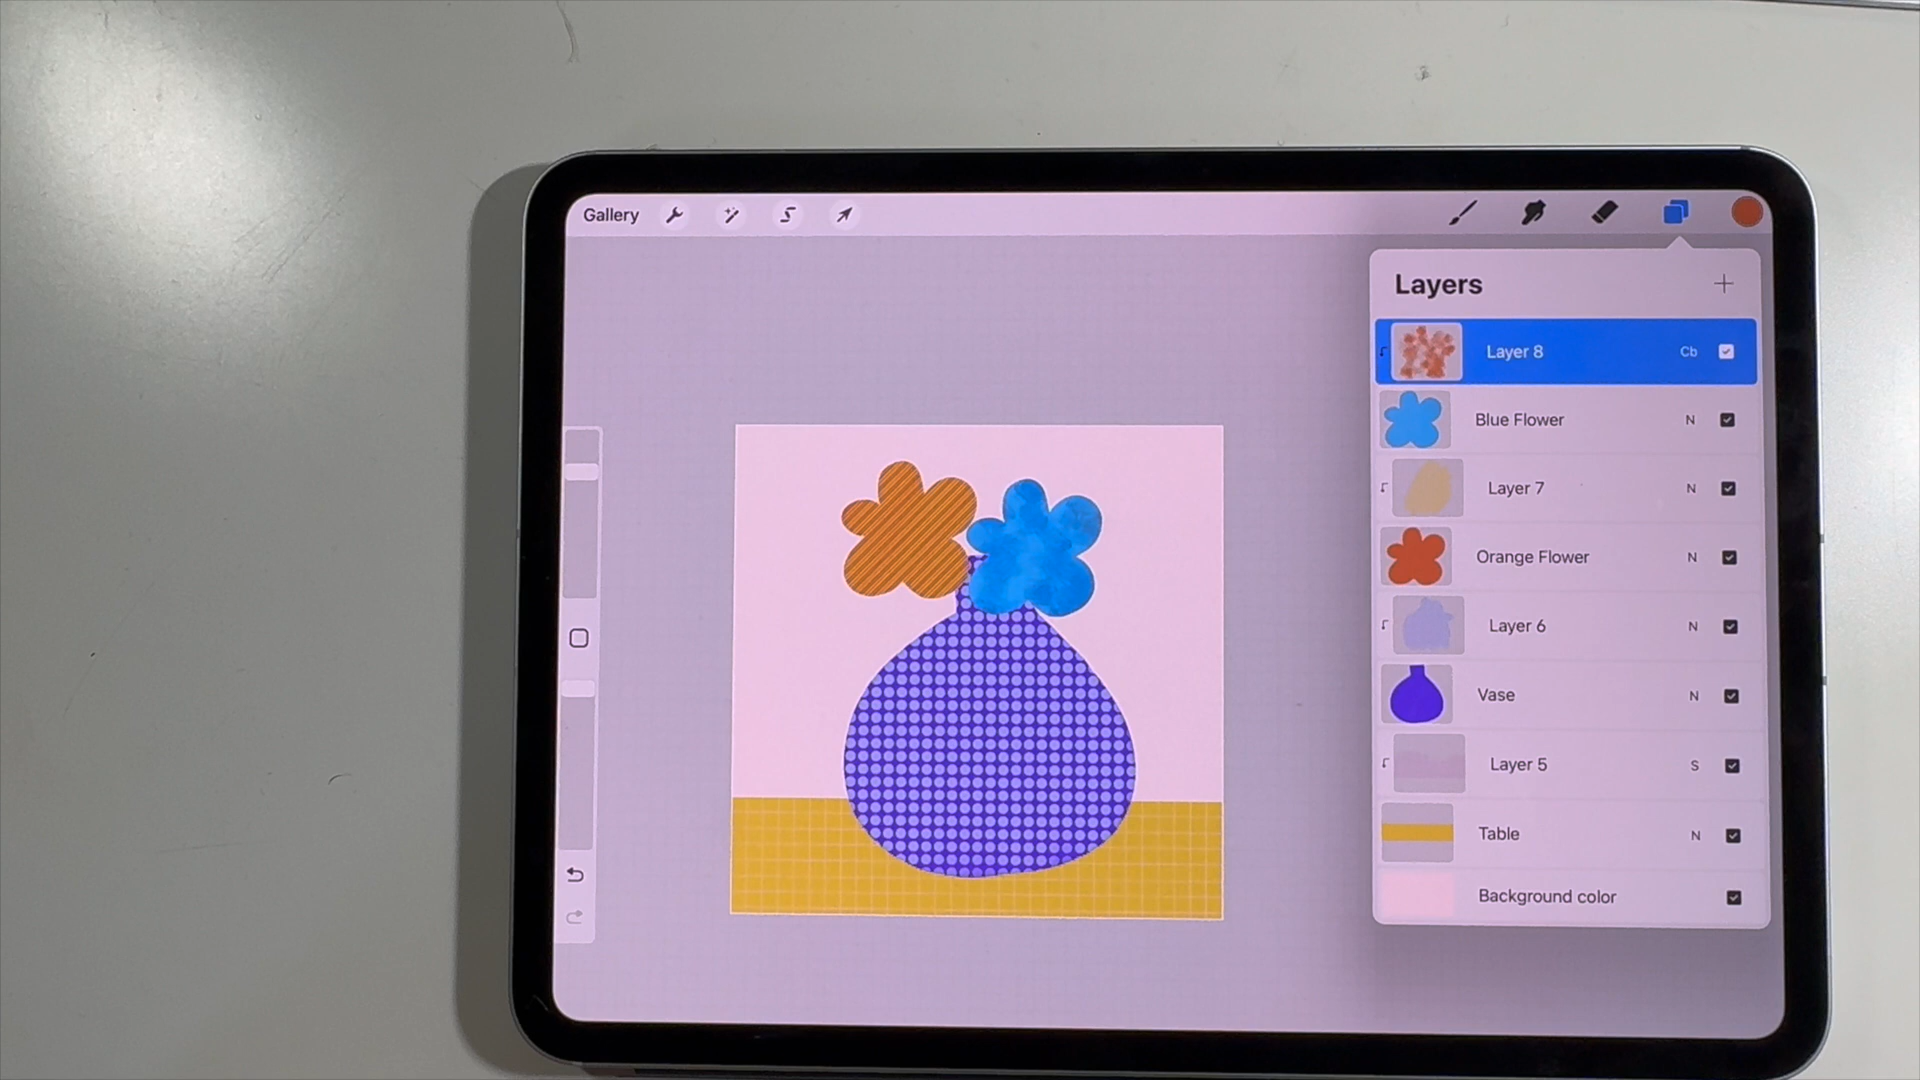 Gallery
Layers
Layer 8 Cb
Blue Flower N
Layer 7 N
Orange Flower N
Layer 6 N
Vase N
Layer 5 S
Table N
Background color